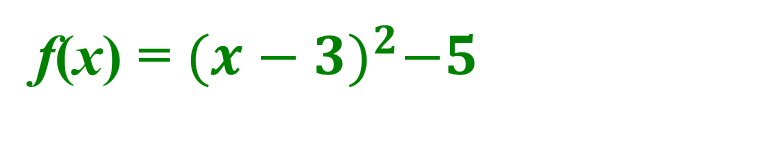 f(x) = (x − 3)²−5